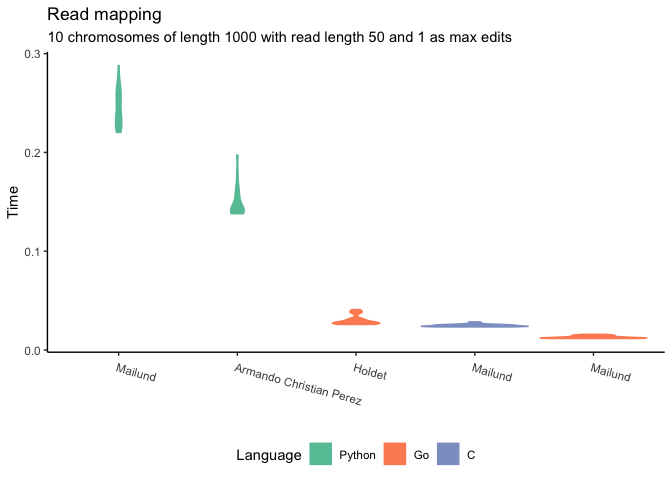 Read mapping
10 chromosomes of length 1000 with read length 50 and 1 as max edits
0.3
0.2
0.1
0.0
Time
Mailund
Armando Christian Perez
Holdet
Mailund
Mailund
Language Python Go C